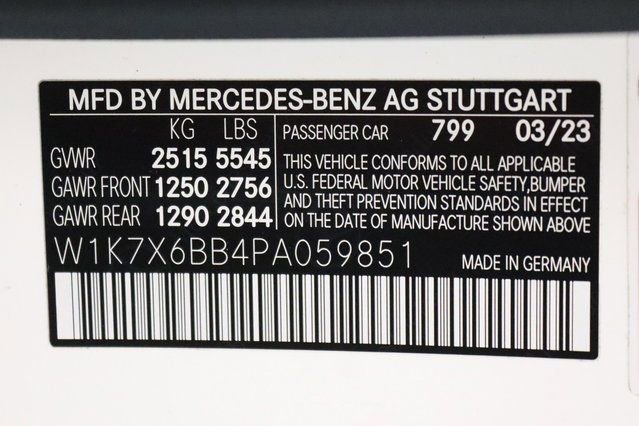 MFD BY MERCEDES-BENZ AG STUTTGART
KG LBS
GVWR 2515 5545
GAWR FRONT 1250 2756
GAWR REAR 1290 2844
PASSENGER CAR 799 03/23
THIS VEHICLE CONFORMS TO ALL APPLICABLE
U.S. FEDERAL MOTOR VEHICLE SAFETY,BUMPER
AND THEFT PREVENTION STANDARDS IN EFFECT
ON THE DATE OF MANUFACTURE SHOWN ABOVE
W1K7X6BB4PA059851
MADE IN GERMANY